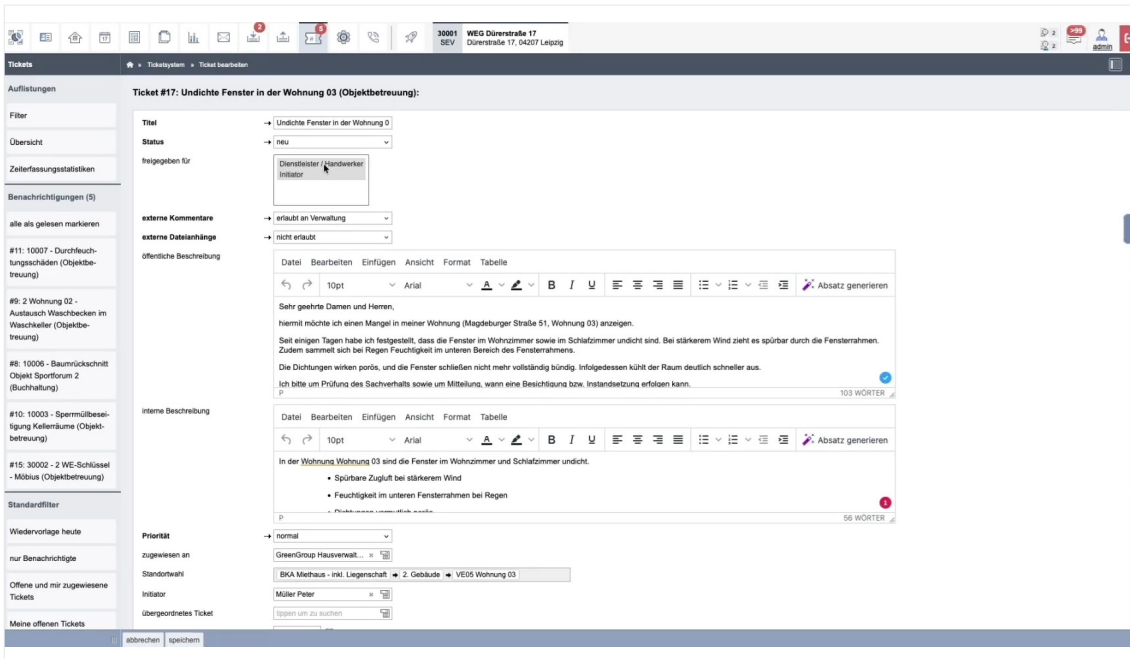 2
5
30001 WEG Dürerstraße 17
SEV Dürerstraße 17, 04207 Leipzig
2
2
>99
admin
Tickets
Ticketsystem » Ticket bearbeiten
Auflistungen
Filter
Übersicht
Zeiterfassungsstatistiken
Benachrichtigungen (5)
alle als gelesen markieren
#11: 10007 - Durchfeuch-
tungsschäden (Objektbe-
treuung)
#9: 2 Wohnung 02 -
Austausch Waschbecken im
Waschkeller (Objektbe-
treuung)
#8: 10006 - Baumrückschnitt
Objekt Sportforum 2
(Buchhaltung)
#10: 10003 - Sperrmüllbesei-
tigung Kellerräume (Objekt-
betreuung)
#15: 30002 - 2 WE-Schlüssel
- Möbius (Objektbetreuung)
Standardfilter
Wiedervorlage heute
nur Benachrichtigte
Offene und mir zugewiesene
Tickets
Meine offenen Tickets
Ticket #17: Undichte Fenster in der Wohnung 03 (Objektbetreuung):
Titel Undichte Fenster in der Wohnung 0
Status neu
freigegeben für Dienstleister / Handwerker
Initiator
externe Kommentare erlaubt an Verwaltung
externe Dateianhänge nicht erlaubt
öffentliche Beschreibung
Datei Bearbeiten Einfügen Ansicht Format Tabelle
10pt Arial A B I U Absatz generieren
Sehr geehrte Damen und Herren,
hiermit möchte ich einen Mangel in meiner Wohnung (Magdeburger Straße 51, Wohnung 03) anzeigen.
Seit einigen Tagen habe ich festgestellt, dass die Fenster im Wohnzimmer sowie im Schlafzimmer undicht sind. Bei stärkerem Wind zieht es spürbar durch die Fensterrahmen.
Zudem sammelt sich bei Regen Feuchtigkeit im unteren Bereich des Fensterrahmens.
Die Dichtungen wirken porös, und die Fenster schließen nicht mehr vollständig bündig. Infolgedessen kühlt der Raum deutlich schneller aus.
Ich bitte um Prüfung des Sachverhalts sowie um Mitteilung, wann eine Besichtigung bzw. Instandsetzung erfolgen kann.
P 103 WÖRTER
interne Beschreibung
Datei Bearbeiten Einfügen Ansicht Format Tabelle
10pt Arial A B I U Absatz generieren
In der Wohnung Wohnung 03 sind die Fenster im Wohnzimmer und Schlafzimmer undicht.
• Spürbare Zugluft bei stärkerem Wind
• Feuchtigkeit im unteren Fensterrahmen bei Regen
• Dichtungen vermutlich porös
1
P 56 WÖRTER
Priorität normal
zugewiesen an GreenGroup Hausverwalt... ×
Standortwahl BKA Miethaus - inkl. Liegenschaft 2. Gebäude VE05 Wohnung 03
Initiator Müller Peter ×
übergeordnetes Ticket tippen um zu suchen
abbrechen speichern